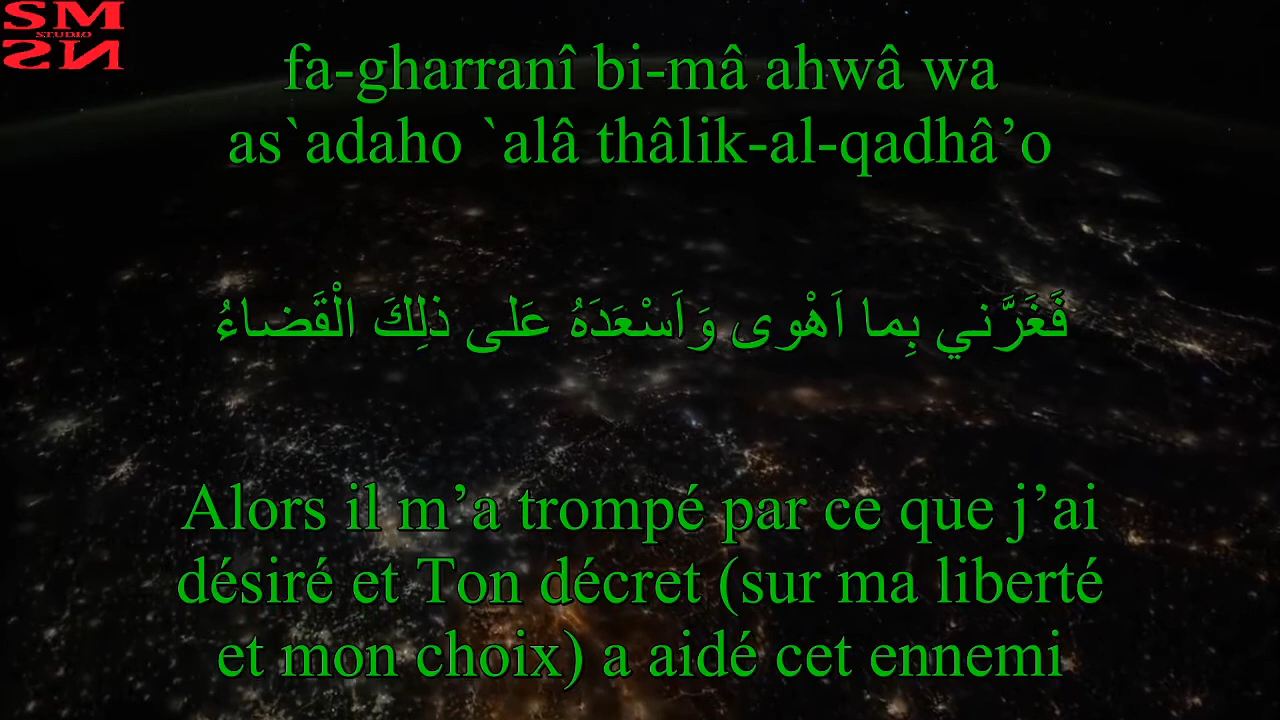 SM
STUDIO
SM
fa-gharranî bi-mâ ahwâ wa
as`adaho `alâ thâlik-al-qadhâ’o
فَغَرَّني بِما اَهْوى وَاَسْعَدَهُ عَلى ذلِكَ الْقَضاءُ
Alors il m’a trompé par ce que j’ai
désiré et Ton décret (sur ma liberté
et mon choix) a aidé cet ennemi